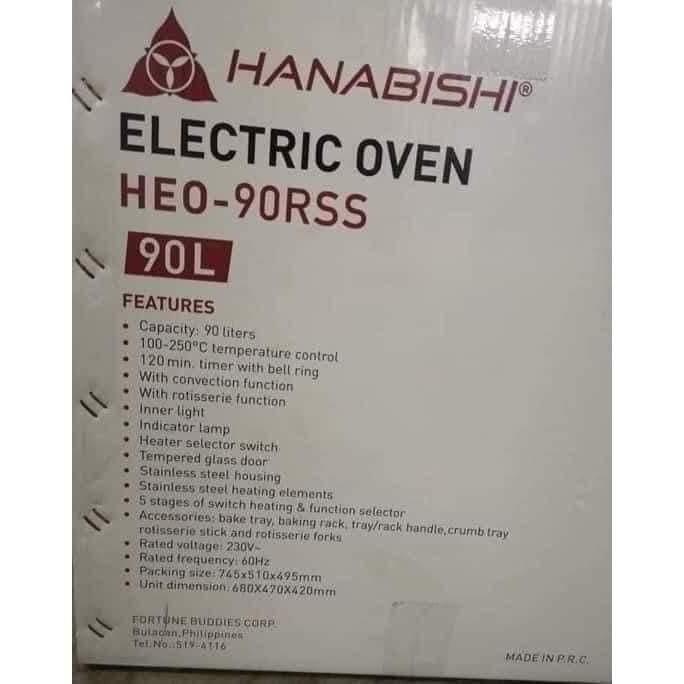 HANABISHI®
ELECTRIC OVEN
HEO-90RSS
90L
FEATURES
• Capacity: 90 liters
• 100-250°C temperature control
• 120 min. timer with bell ring
• With convection function
• With rotisserie function
• Inner light
• Indicator lamp
• Heater selector switch
• Tempered glass door
• Stainless steel housing
• Stainless steel heating elements
• 5 stages of switch heating & function selector
• Accessories: bake tray, baking rack, tray/rack handle,crumb tray
rotisserie stick and rotisserie forks
• Rated voltage: 230V~
• Rated frequency: 60Hz
• Packing size: 745x510x495mm
• Unit dimension: 680X470X420mm
FORTUNE BUDDIES CORP.
Bulacan,Philippines
Tel.No.:519-4116
MADE IN P.R.C.